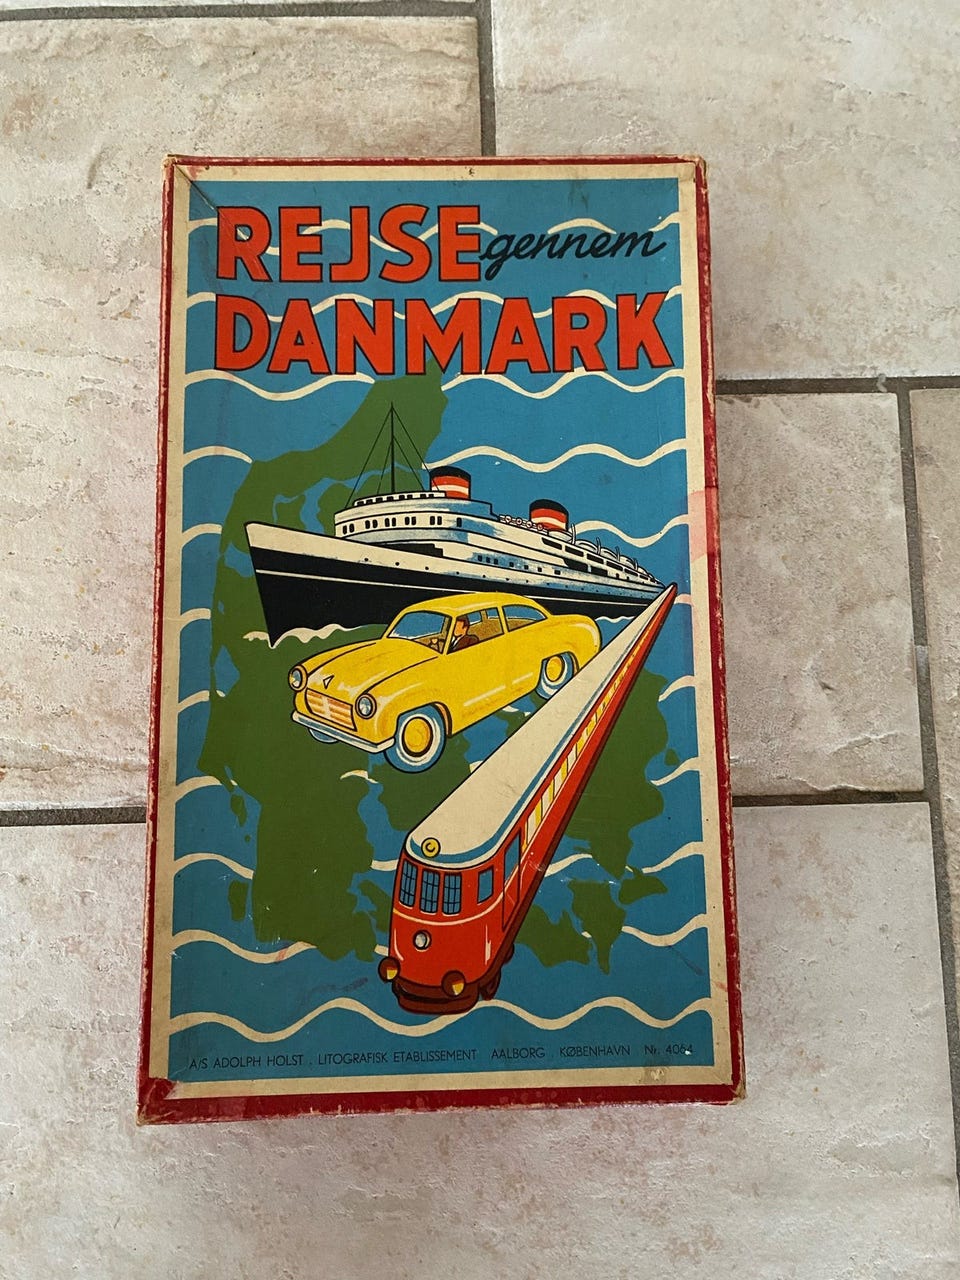 REJSE gennem
DANMARK
A/S ADOLPH HOLST . LITOGRAFISK ETABLISSEMENT AALBORG . KØBENHAVN Nr. 4064